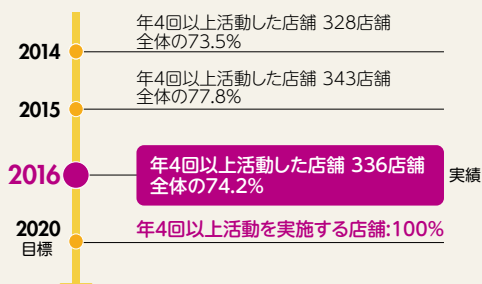 年4回以上活動した店舗 328店舗
全体の73.5%
2014
年4回以上活動した店舗 343店舗
全体の77.8%
2015
2016
年4回以上活動した店舗 336店舗
全体の74.2%
実績
2020
目標
年4回以上活動を実施する店舗:100%